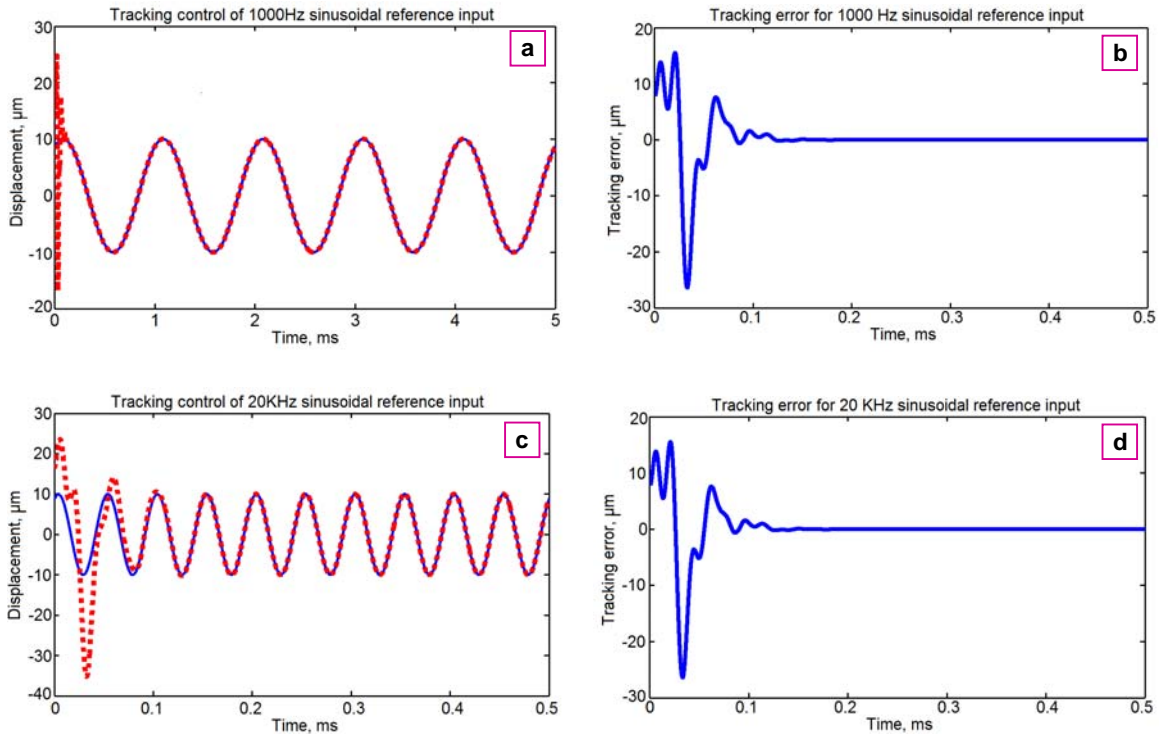 Tracking control of 1000Hz sinusoidal reference input
a
30
20
10
0
-10
-20
Displacement, µm
0 1 2 3 4 5
Time, ms
Tracking error for 1000 Hz sinusoidal reference input
b
20
10
0
-10
-20
-30
Tracking error, µm
0 0.1 0.2 0.3 0.4 0.5
Time, ms
Tracking control of 20KHz sinusoidal reference input
c
30
20
10
0
-10
-20
-30
-40
Displacement, µm
0 0.1 0.2 0.3 0.4 0.5
Time, ms
Tracking error for 20 KHz sinusoidal reference input
d
20
10
0
-10
-20
-30
Tracking error, µm
0 0.1 0.2 0.3 0.4 0.5
Time, ms